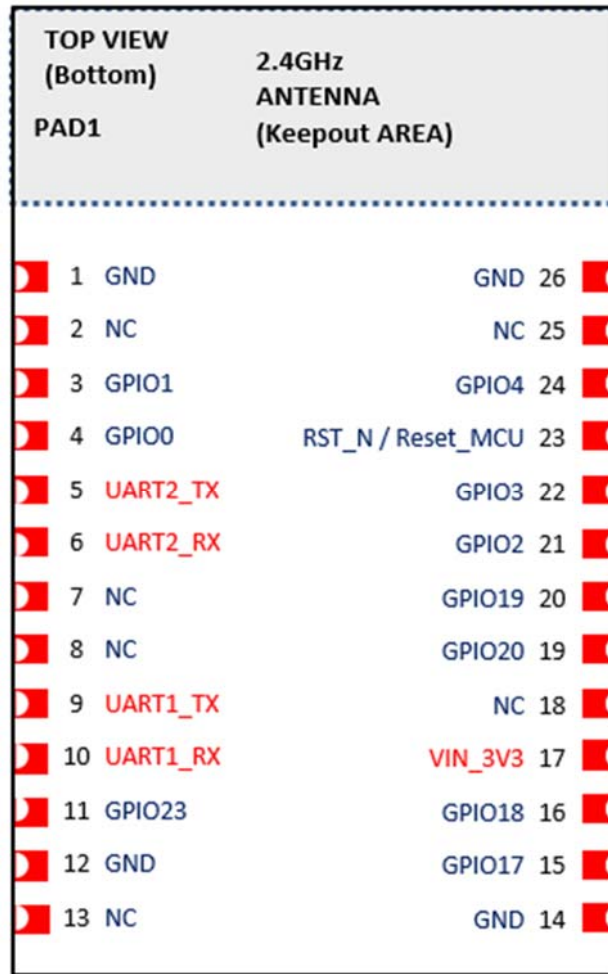 TOP VIEW
(Bottom)
PAD1
2.4GHz
ANTENNA
(Keepout AREA)
1 GND
2 NC
3 GPIO1
4 GPIO0
5 UART2_TX
6 UART2_RX
7 NC
8 NC
9 UART1_TX
10 UART1_RX
11 GPIO23
12 GND
13 NC
GND 26
NC 25
GPIO4 24
RST_N / Reset_MCU 23
GPIO3 22
GPIO2 21
GPIO19 20
GPIO20 19
NC 18
VIN_3V3 17
GPIO18 16
GPIO17 15
GND 14